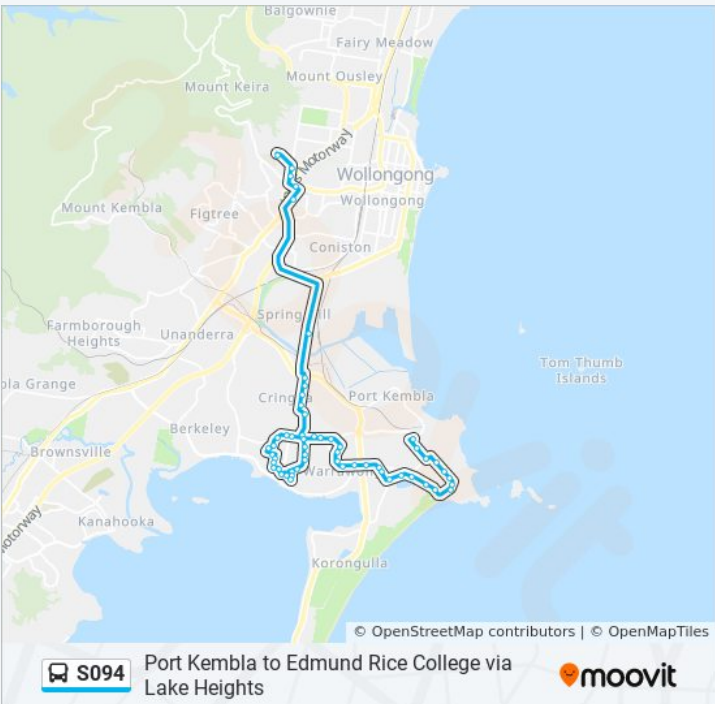 Balgownie
Fairy Meadow
Mount Ousley
Mount Keira
Motorway
Wollongong
Mount Kembla
Figtree
Wollongong
Coniston
Spring
ill
Farmborough
Heights
Unanderra
Tom Thumb
Islands
ola Grange
Cring
a
Port Kembla
Berkeley
Brownsville
Warrawong
Kanahooka
Motorway
Korongulla
© OpenStreetMap contributors | © OpenMapTiles
S094
Port Kembla to Edmund Rice College via
Lake Heights
moovit